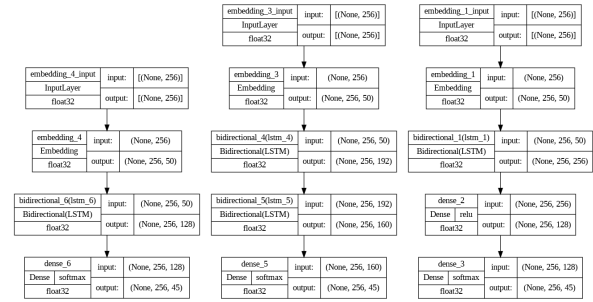 embedding_4_input
InputLayer
float32
input:
output:
[(None, 256)]
[(None, 256)]
embedding_4
Embedding
float32
input:
output:
(None, 256)
(None, 256, 50)
bidirectional_6(lstm_6)
Bidirectional(LSTM)
float32
input:
output:
(None, 256, 50)
(None, 256, 128)
dense_6
Dense softmax
float32
input:
output:
(None, 256, 128)
(None, 256, 45)
embedding_3_input
InputLayer
float32
input:
output:
[(None, 256)]
[(None, 256)]
embedding_3
Embedding
float32
input:
output:
(None, 256)
(None, 256, 50)
bidirectional_4(lstm_4)
Bidirectional(LSTM)
float32
input:
output:
(None, 256, 50)
(None, 256, 192)
bidirectional_5(lstm_5)
Bidirectional(LSTM)
float32
input:
output:
(None, 256, 192)
(None, 256, 160)
dense_5
Dense softmax
float32
input:
output:
(None, 256, 160)
(None, 256, 45)
embedding_1_input
InputLayer
float32
input:
output:
[(None, 256)]
[(None, 256)]
embedding_1
Embedding
float32
input:
output:
(None, 256)
(None, 256, 50)
bidirectional_1(lstm_1)
Bidirectional(LSTM)
float32
input:
output:
(None, 256, 50)
(None, 256, 256)
dense_2
Dense relu
float32
input:
output:
(None, 256, 256)
(None, 256, 128)
dense_3
Dense softmax
float32
input:
output:
(None, 256, 128)
(None, 256, 45)